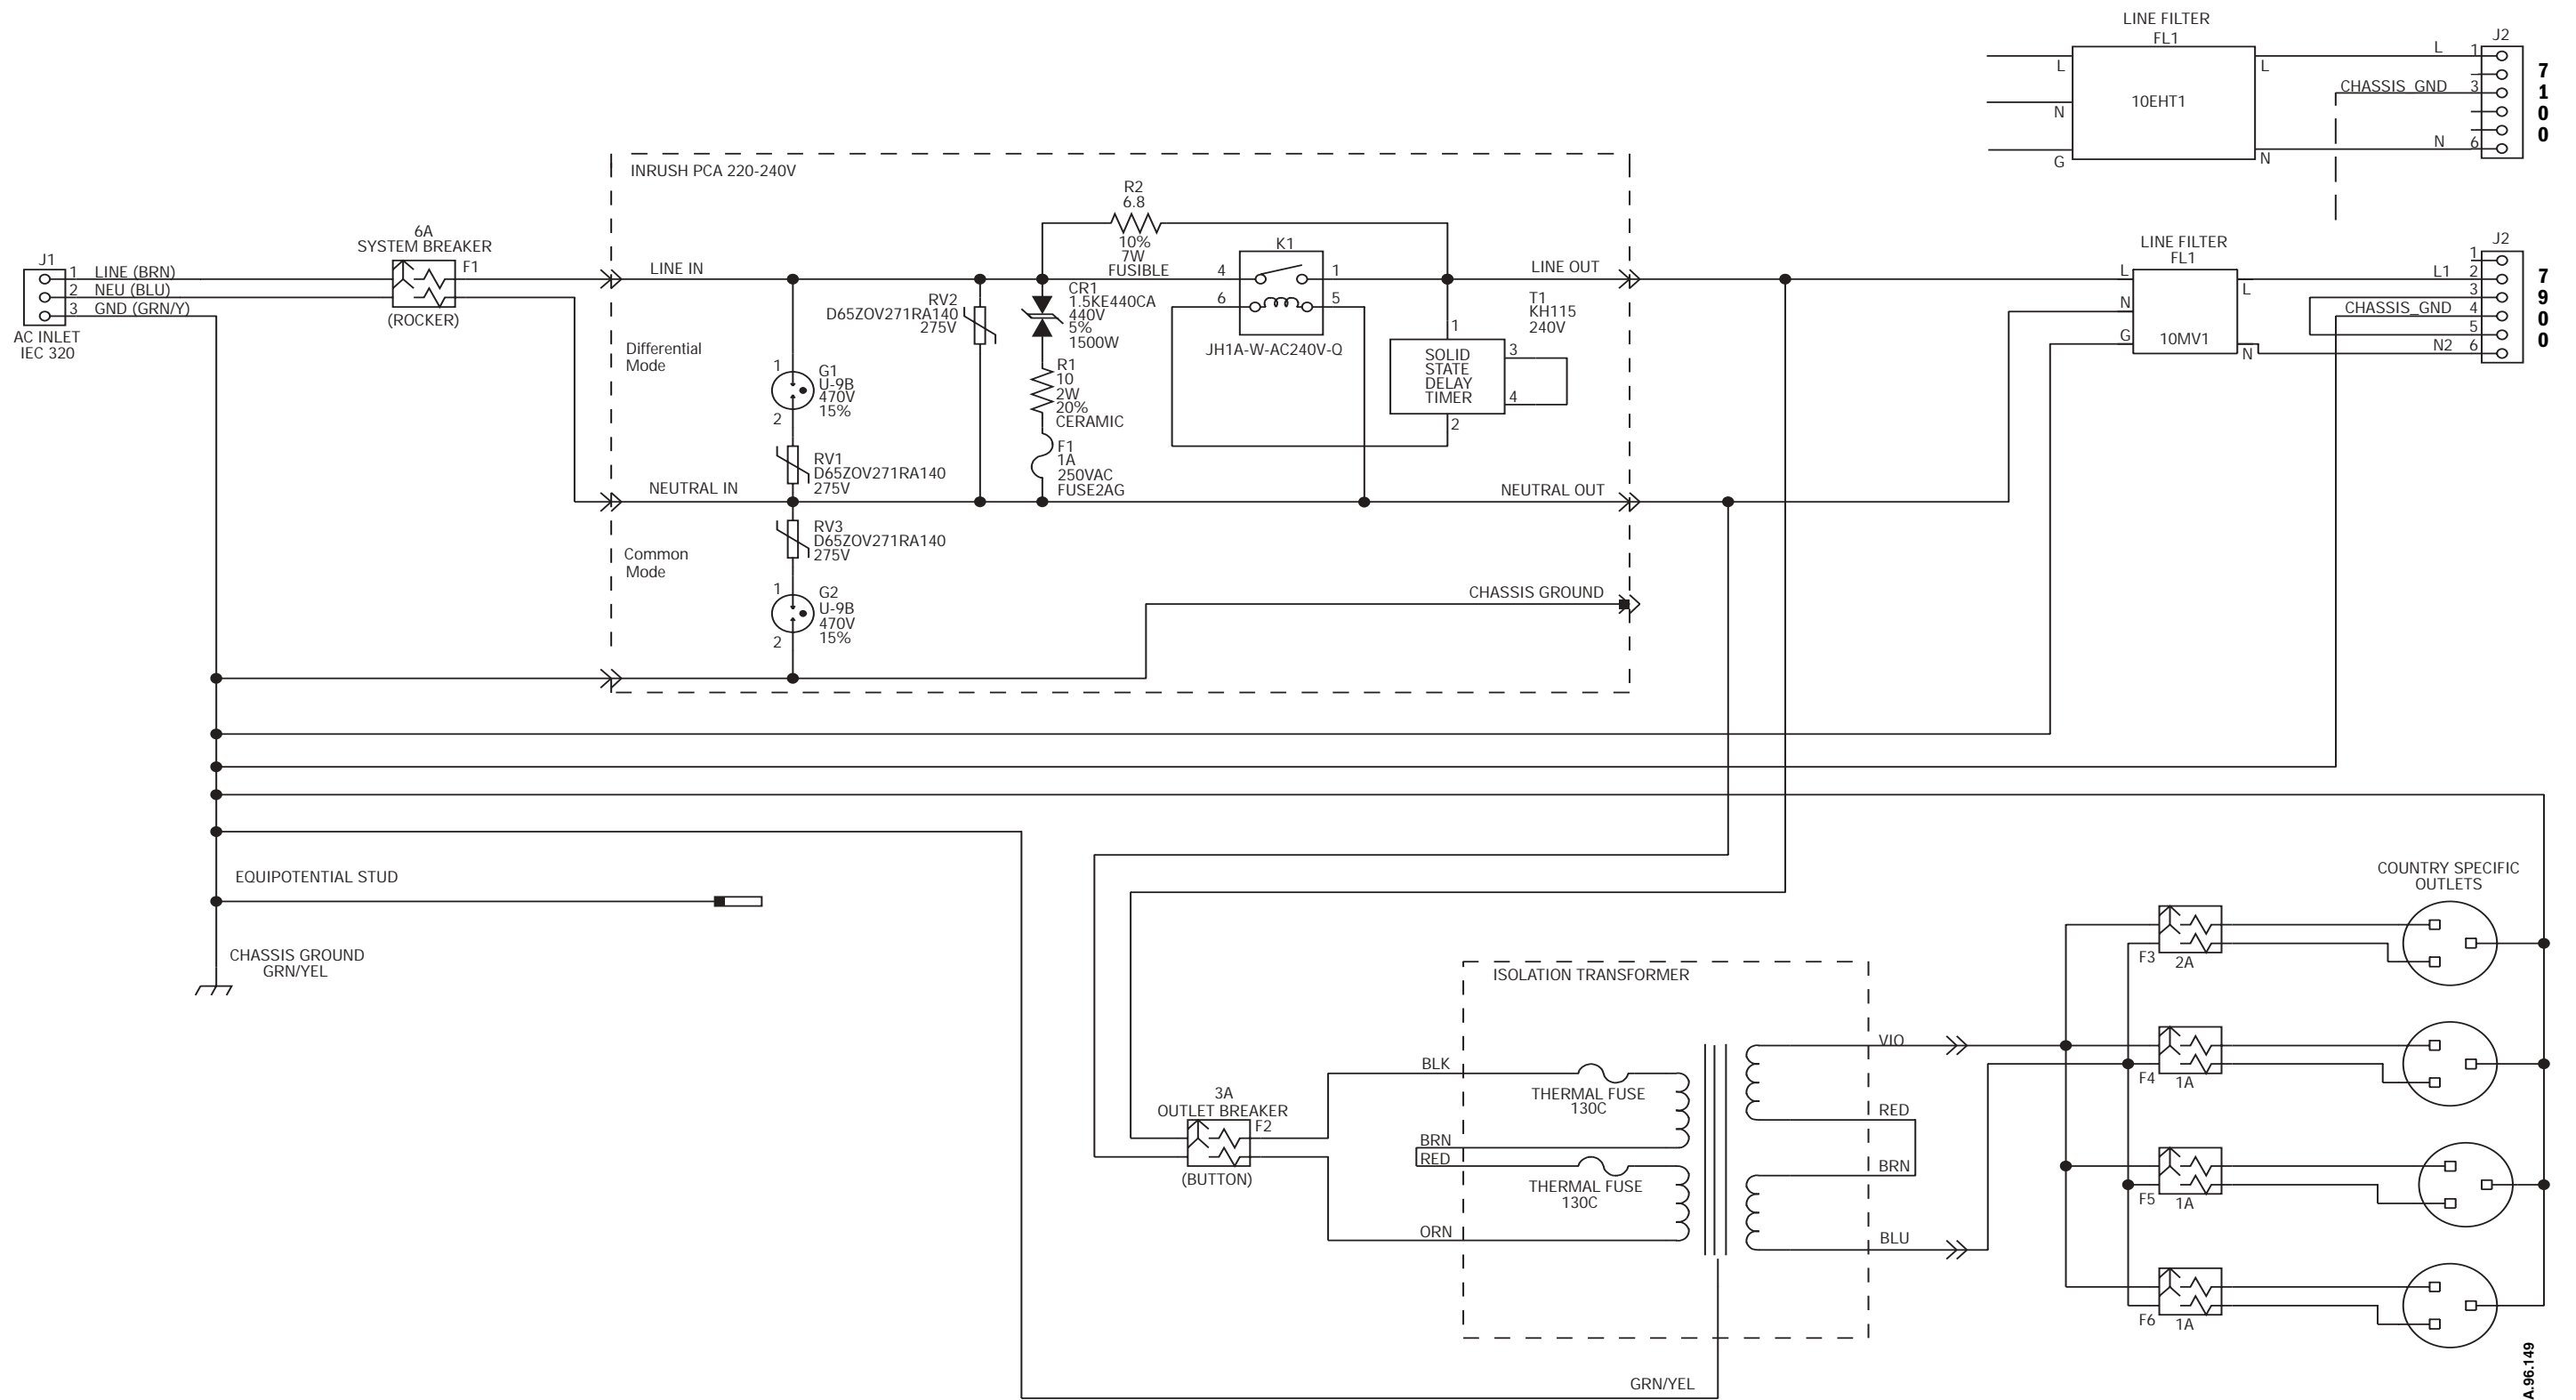 LINE FILTER
FL1
J2
L
L
10EHT1
N
G
L
N
1
CHASSIS_GND
3
N
6
7
1
0
0
INRUSH PCA 220-240V
6A
SYSTEM BREAKER
F1
(ROCKER)
J1
1
LINE (BRN)
2
NEU (BLU)
3
GND (GRN/Y)
AC INLET
IEC 320
LINE IN
R2
6.8
10%
7W
FUSIBLE
K1
4
1
6
5
JH1A-W-AC240V-Q
LINE OUT
RV2
D65ZOV271RA140
275V
CR1
1.5KE440CA
440V
5%
1500W
T1
KH115
240V
Differential
Mode
1
G1
U-9B
470V
15%
2
R1
10
2W
20%
CERAMIC
1
SOLID
STATE
DELAY
TIMER
3
4
2
F1
1A
250VAC
FUSE2AG
RV1
D65ZOV271RA140
275V
NEUTRAL IN
NEUTRAL OUT
RV3
D65ZOV271RA140
275V
Common
Mode
1
G2
U-9B
470V
15%
2
CHASSIS GROUND
LINE FILTER
FL1
L
N
G
10MV1
L
N
J2
1
L1
2
3
CHASSIS_GND
4
5
N2
6
7
9
0
0
EQUIPOTENTIAL STUD
CHASSIS GROUND
GRN/YEL
COUNTRY SPECIFIC
OUTLETS
ISOLATION TRANSFORMER
3A
OUTLET BREAKER
F2
(BUTTON)
BLK
THERMAL FUSE
130C
BRN
RED
THERMAL FUSE
130C
ORN
VIO
RED
BRN
BLU
F3
2A
F4
1A
F5
1A
F6
1A
GRN/YEL
A.96.149